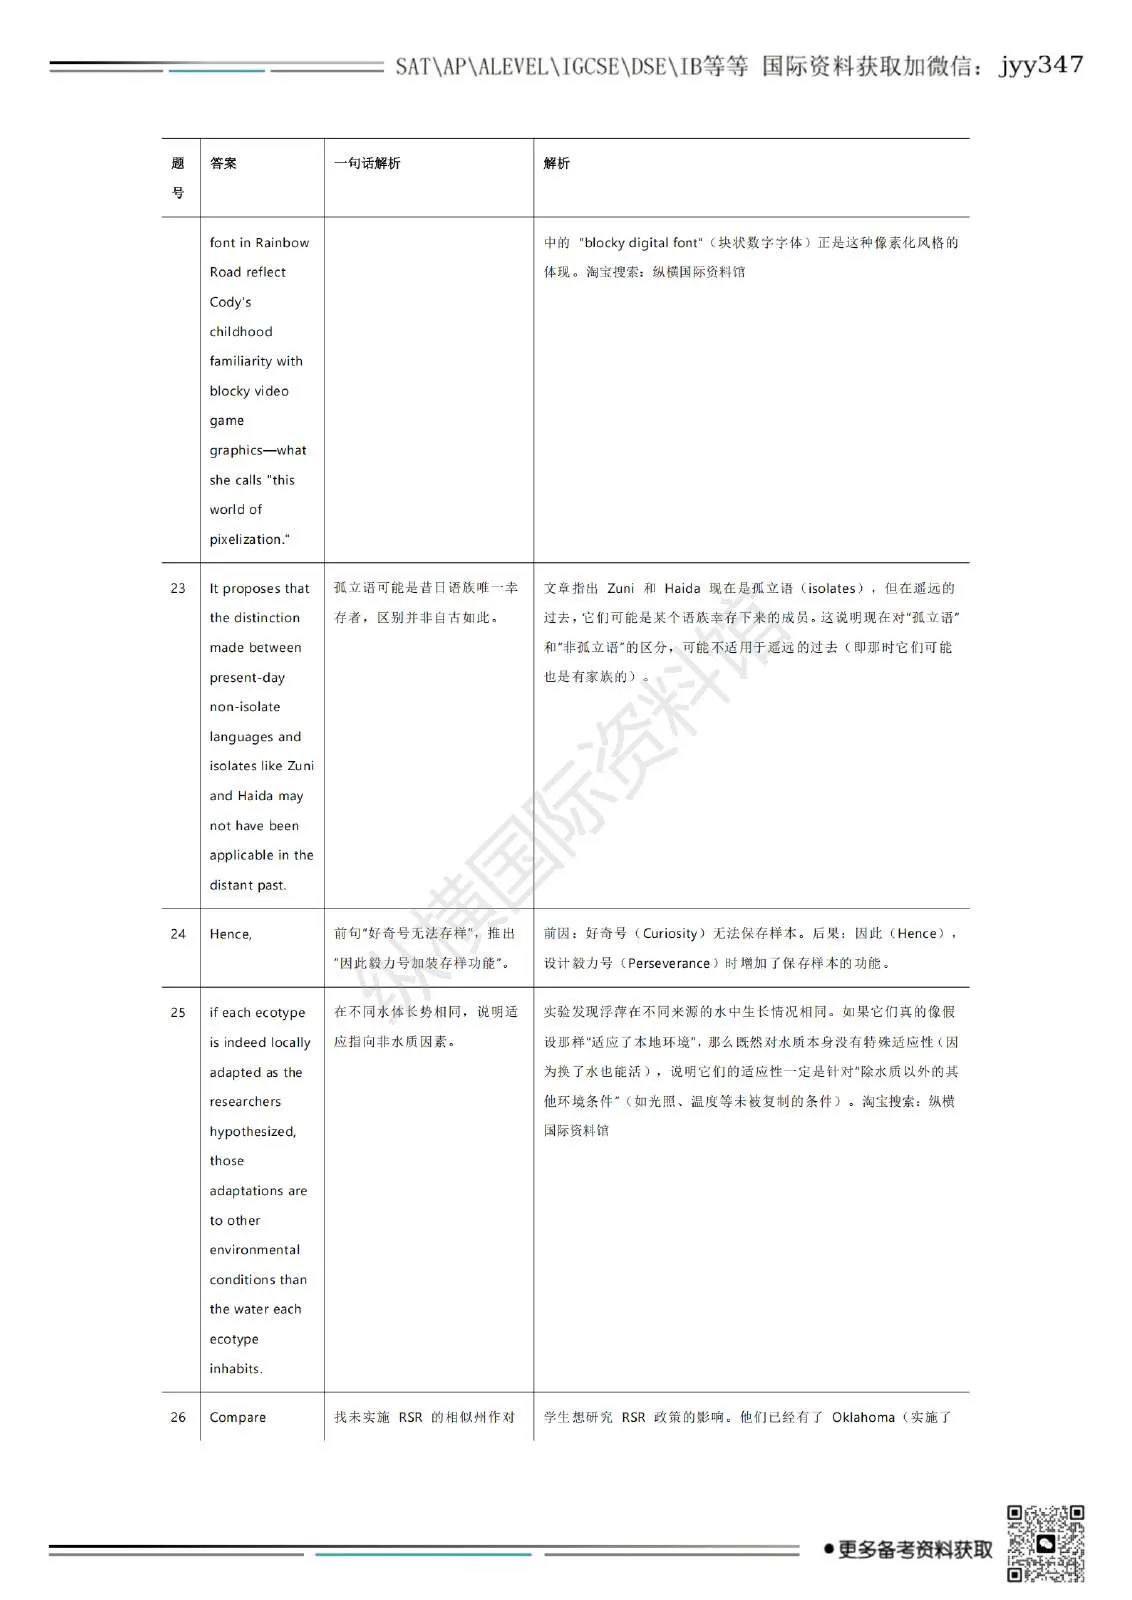 SAT\AP\ALEVEL\IGCSE\DSE\IB等等 国际资料获取加微信：jyy347
题号
答案
一句话解析
解析
font in Rainbow
Road reflect
Cody's
childhood
familiarity with
blocky video
game
graphics—what
she calls "this
world of
pixelization."
中的 "blocky digital font"（块状数字字体）正是这种像素化风格的
体现。淘宝搜索：纵横国际资料馆
23
It proposes that
the distinction
made between
present-day
non-isolate
languages and
isolates like Zuni
and Haida may
not have been
applicable in the
distant past.
孤立语可能是昔日语族唯一幸
存者，区别并非自古如此。
文章指出 Zuni 和 Haida 现在是孤立语（isolates），但在遥远的
过去，它们可能是某个语族幸存下来的成员。这说明现在对“孤立语”
和“非孤立语”的区分，可能不适用于遥远的过去（即那时它们可能
也是有家族的）。
24
Hence,
前句“好奇号无法存样”，推出
“因此毅力号加装存样功能”。
前因：好奇号（Curiosity）无法保存样本。后果：因此（Hence），
设计毅力号（Perseverance）时增加了保存样本的功能。
25
if each ecotype
is indeed locally
adapted as the
researchers
hypothesized,
those
adaptations are
to other
environmental
conditions than
the water each
ecotype
inhabits.
在不同水体长势相同，说明适
应指向非水质因素。
实验发现浮萍在不同来源的水中生长情况相同。如果它们真的像假
设那样“适应了本地环境”，那么既然对水质本身没有特殊适应性（因
为换了水也能活），说明它们的适应性一定是针对“除水质以外的其
他环境条件”（如光照、温度等未被复制的条件）。淘宝搜索：纵横
国际资料馆
26
Compare
找未实施 RSR 的相似州作对
学生想研究 RSR 政策的影响。他们已经有了 Oklahoma（实施了
纵横国际资料馆
●更多备考资料获取